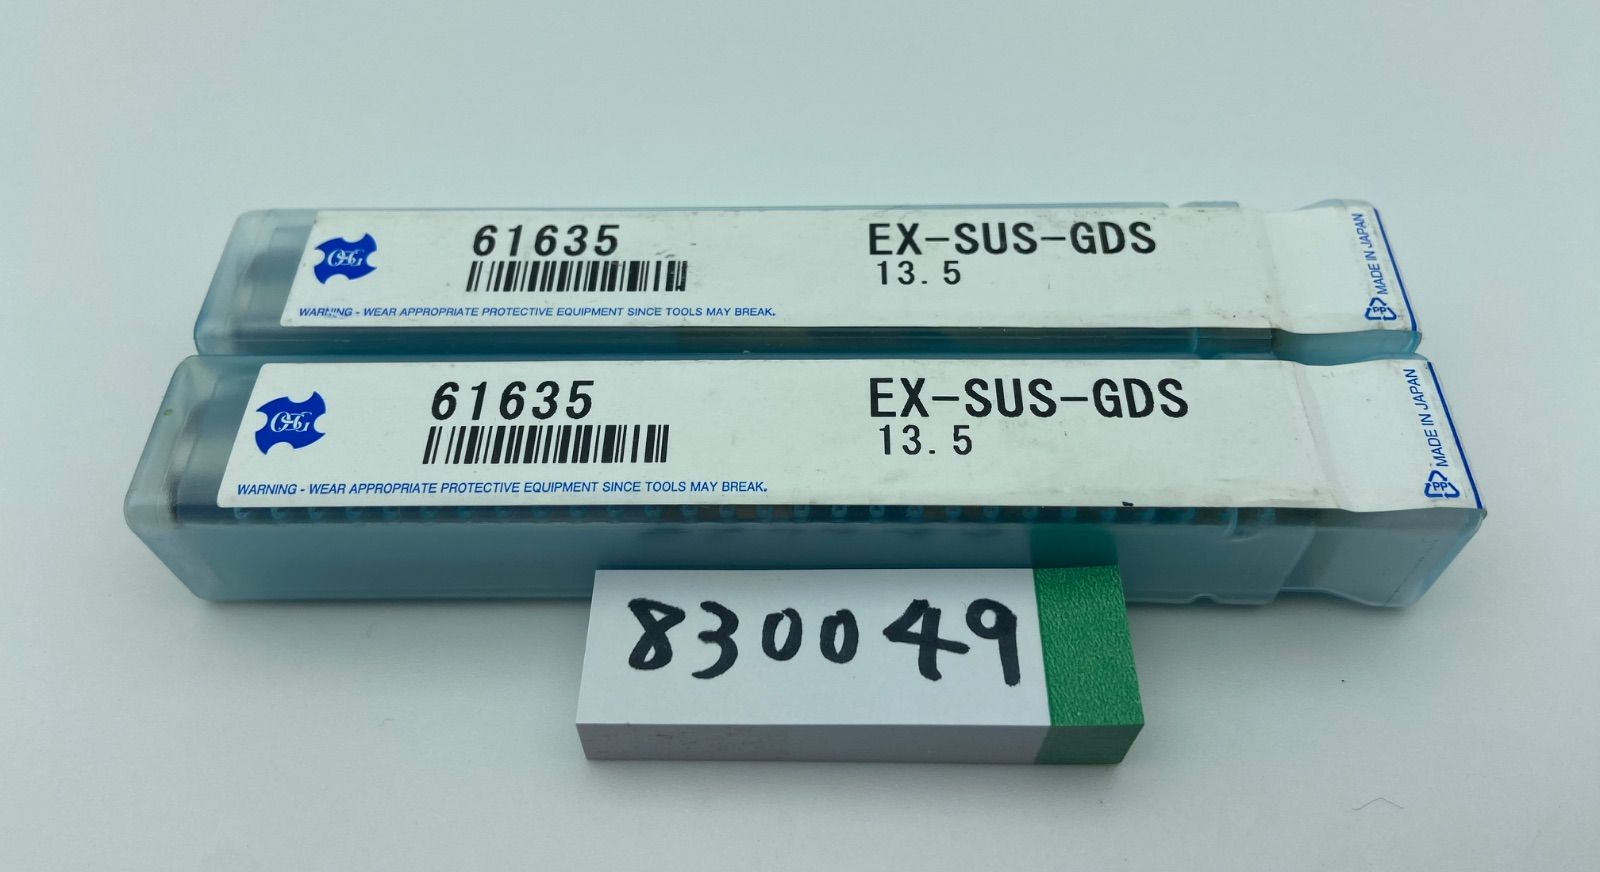 OSG
61635
EX-SUS-GDS
13.5
WARNING - WEAR APPROPRIATE PROTECTIVE EQUIPMENT SINCE TOOLS MAY BREAK.
MADE IN JAPAN
PP
OSG
61635
EX-SUS-GDS
13.5
WARNING - WEAR APPROPRIATE PROTECTIVE EQUIPMENT SINCE TOOLS MAY BREAK.
MADE IN JAPAN
PP
830049